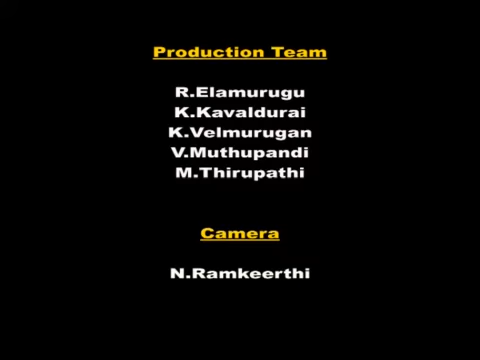 Production Team
R.Elamurugu
K.Kavaldurai
K.Velmurugan
V.Muthupandi
M.Thirupathi
Camera
N.Ramkeerthi